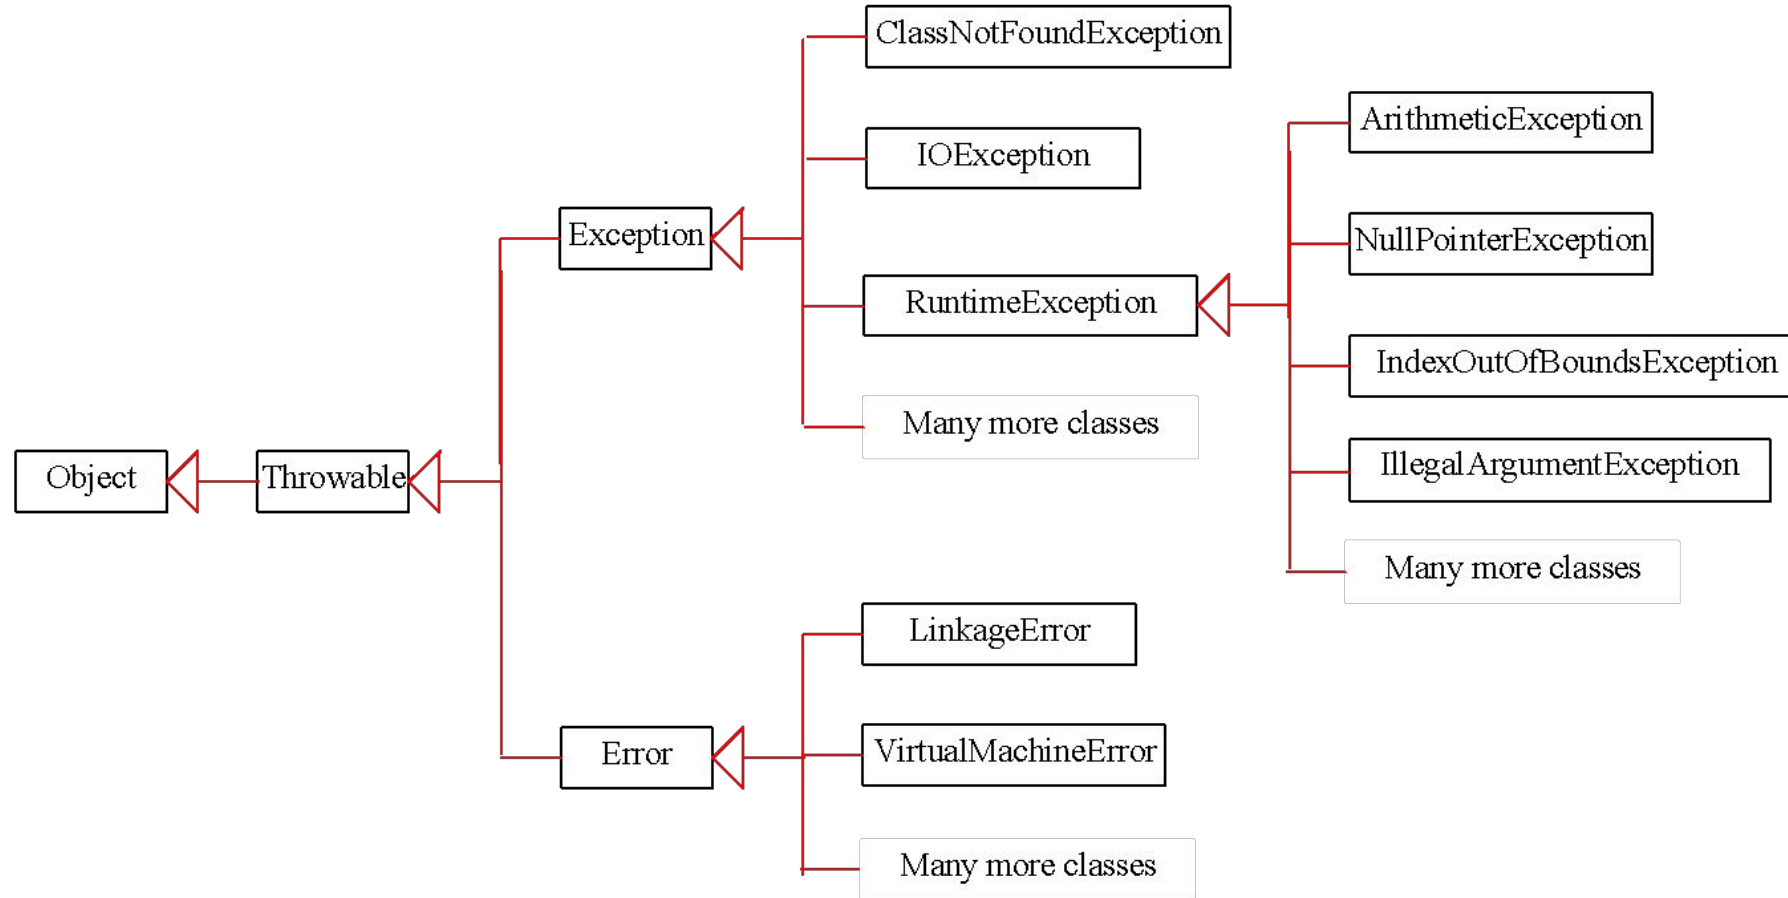 ClassNotFoundException
ArithmeticException
IOException
NullPointerException
Exception
RuntimeException
IndexOutOfBoundsException
Many more classes
IllegalArgumentException
Object
Throwable
Many more classes
LinkageError
Error
VirtualMachineError
Many more classes